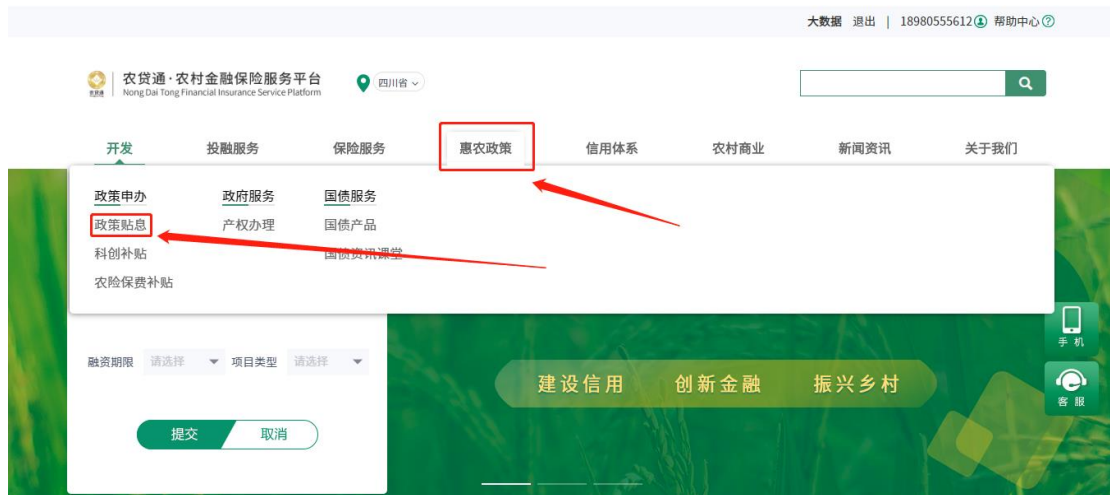 大数据 退出 | 18980555612 帮助中心
农贷通·农村金融保险服务平台
Nong Dai Tong Financial Insurance Service Platform
四川省
开发 投融服务 保险服务 惠农政策 信用体系 农村商业 新闻资讯 关于我们
政策申办 政府服务 国债服务
政策贴息 产权办理 国债产品
科创补贴 国债资讯课堂
农险保费补贴
融资期限 请选择 项目类型 请选择
手机
建设信用 创新金融 振兴乡村
客服
提交 取消